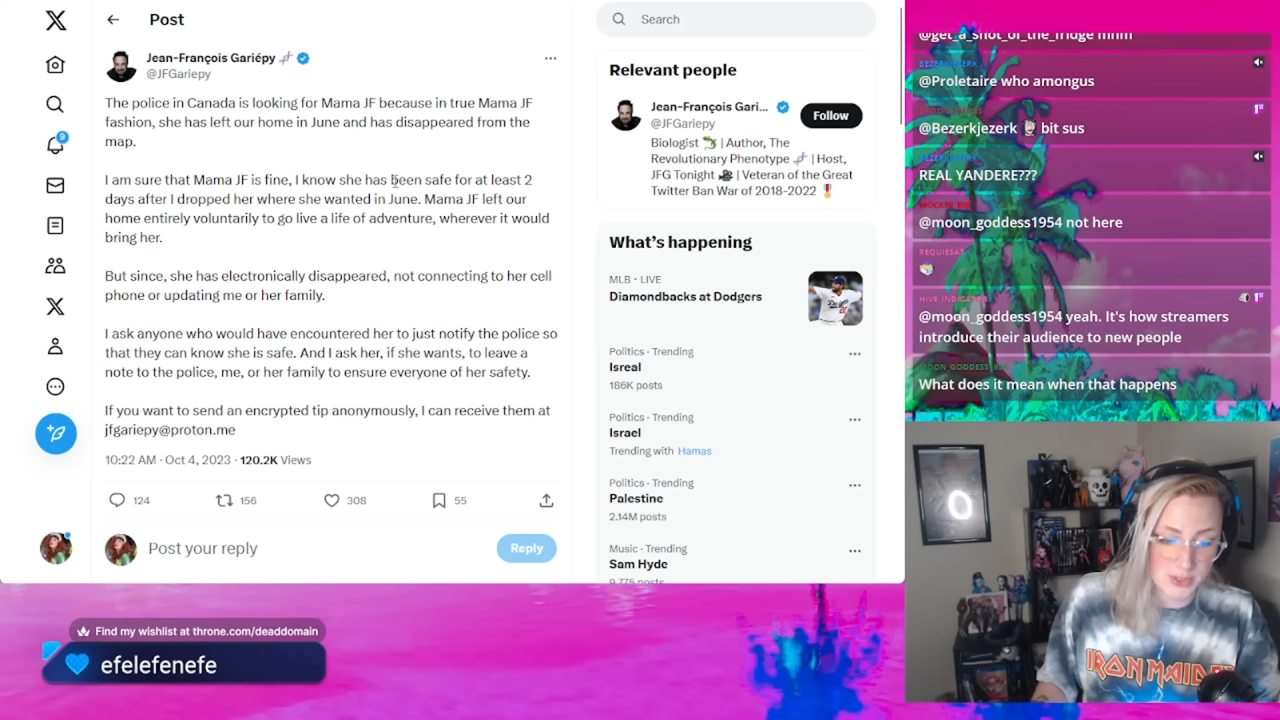 Post
Jean-François Gariépy
@JFGariepy
The police in Canada is looking for Mama JF because in true Mama JF
fashion, she has left our home in June and has disappeared from the
map.
I am sure that Mama JF is fine, I know she has been safe for at least 2
days after I dropped her where she wanted in June. Mama JF left our
home entirely voluntarily to go live a life of adventure, wherever it would
bring her.
But since, she has electronically disappeared, not connecting to her cell
phone or updating me or her family.
I ask anyone who would have encountered her to just notify the police so
that they can know she is safe. And I ask her, if she wants, to leave a
note to the police, me, or her family to ensure everyone of her safety.
If you want to send an encrypted tip anonymously, I can receive them at
jfgariepy@proton.me
10:22 AM · Oct 4, 2023 · 120.2K Views
124 156 308 55
Post your reply
Reply
9
Search
Relevant people
Jean-François Gari...
@JFGariepy
Follow
Biologist | Author, The
Revolutionary Phenotype | Host,
JFG Tonight | Veteran of the Great
Twitter Ban War of 2018-2022
What's happening
MLB · LIVE
Diamondbacks at Dodgers
Politics · Trending
Isreal
186K posts
Politics · Trending
Israel
Trending with Hamas
Politics · Trending
Palestine
2.14M posts
Music · Trending
Sam Hyde
9,775 posts
@get_a_shot_of_the_fridge mhm
BEZERKJEZERK
@Proletaire who amongus
@Bezerkjezerk bit sus
BEZERKJEZERK
REAL YANDERE???
@moon_goddess1954 not here
REQUIESAT
HIVE INDICATOR
@moon_goddess1954 yeah. It's how streamers
introduce their audience to new people
What does it mean when that happens
Find my wishlist at throne.com/deaddomain
efelefenefe
IRON MAIDEN